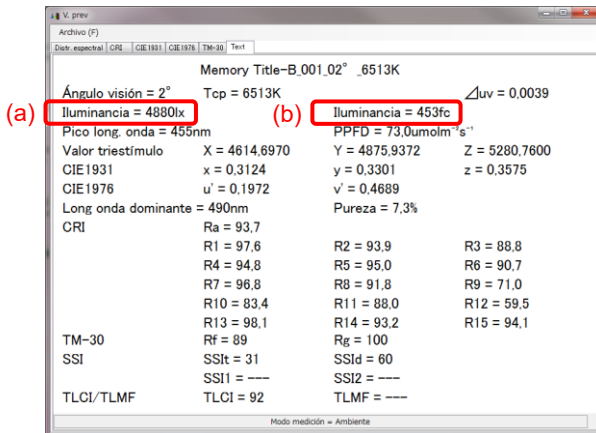 V. prev
Archivo (F)
Distr. espectral CRI CIE1931 CIE1976 TM-30 Text
Memory Title-B_001_02° _6513K
Ángulo visión = 2° Tcp = 6513K ⊿uv = 0,0039
(a) Iluminancia = 4880lx (b) Iluminancia = 453fc
Pico long. onda = 455nm PPFD = 73,0umolm⁻²s⁻¹
Valor triestímulo X = 4614,6970 Y = 4875,9372 Z = 5280,7600
CIE1931 x = 0,3124 y = 0,3301 z = 0,3575
CIE1976 u' = 0,1972 v' = 0,4689
Long onda dominante = 490nm Pureza = 7,3%
CRI Ra = 93,7
R1 = 97,6 R2 = 93,9 R3 = 88,8
R4 = 94,8 R5 = 95,0 R6 = 90,7
R7 = 96,8 R8 = 91,8 R9 = 71,0
R10 = 83,4 R11 = 88,0 R12 = 59,5
R13 = 98,1 R14 = 93,2 R15 = 94,1
TM-30 Rf = 89 Rg = 100
SSI SSIt = 31 SSId = 60
SSI1 = --- SSI2 = ---
TLCI/TLMF TLCI = 92 TLMF = ---
Modo medición = Ambiente